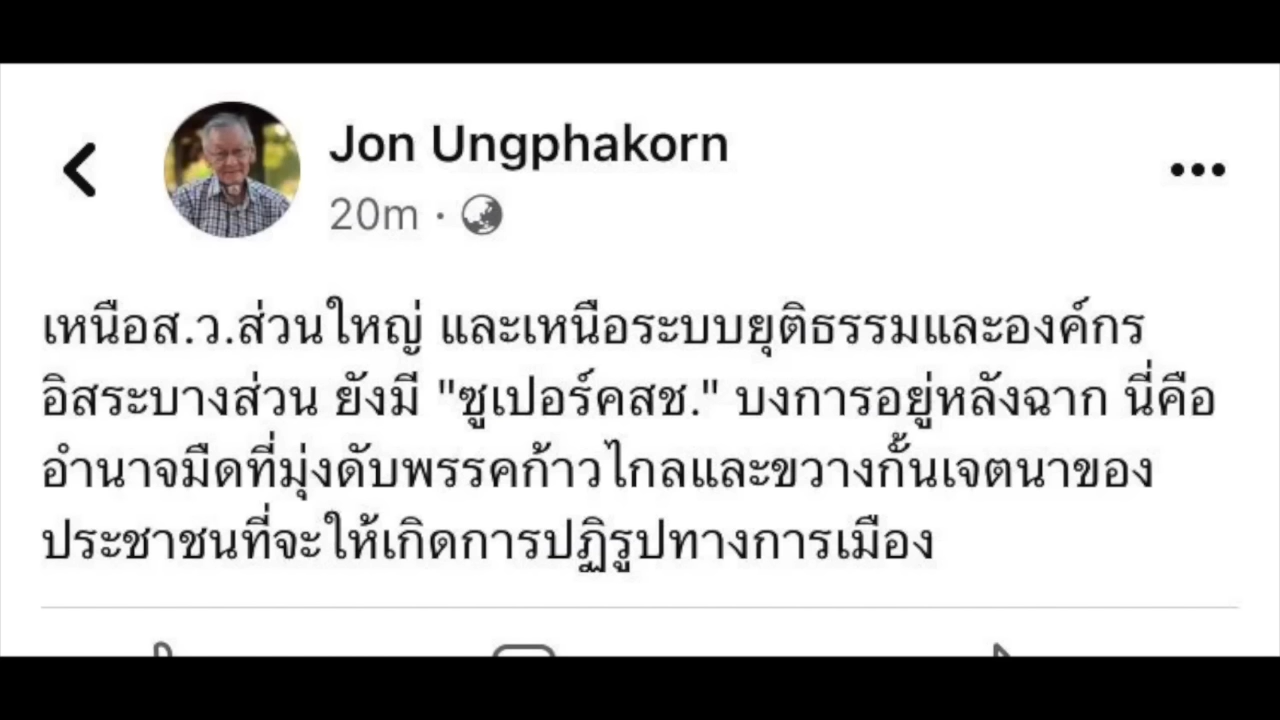 Jon Ungphakorn
20m ·
เหนือส.ว.ส่วนใหญ่ และเหนือระบบยุติธรรมและองค์กร
อิสระบางส่วน ยังมี "ซูเปอร์คสช." บงการอยู่หลังฉาก นี่คือ
อำนาจมืดที่มุ่งดับพรรคก้าวไกลและขวางกั้นเจตนาของ
ประชาชนที่จะให้เกิดการปฏิรูปทางการเมือง